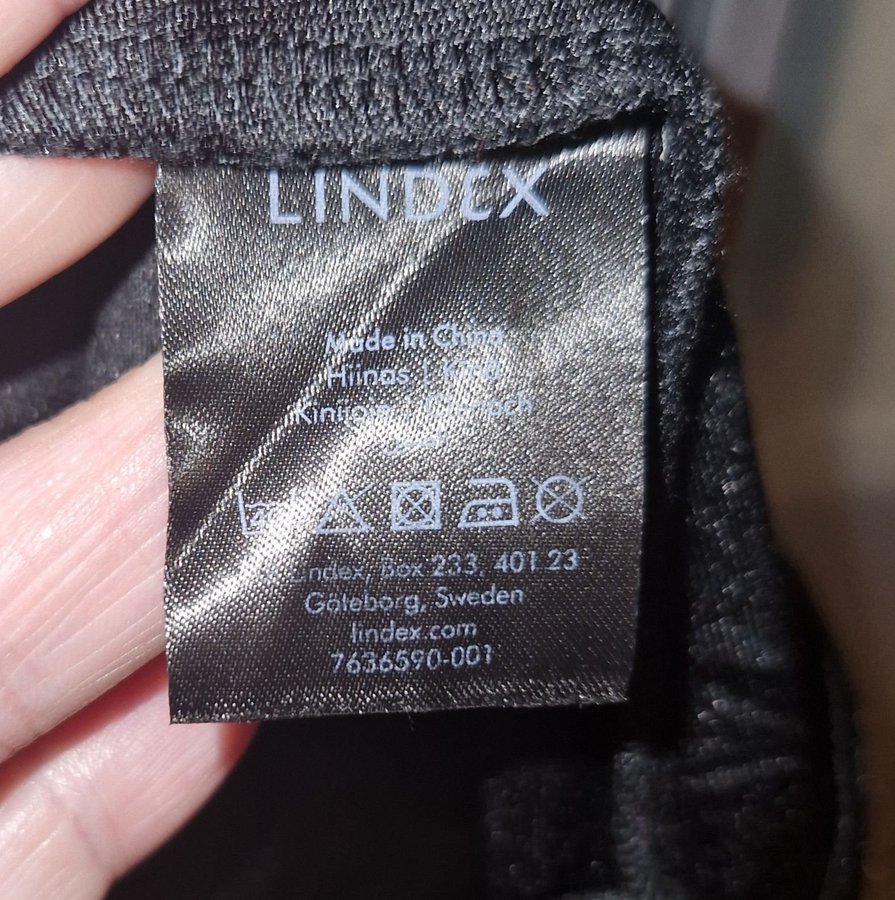 LINDEX
Made in China
Hiinas |
Lindex, Box 233, 401 23
Göteborg, Sweden
lindex.com
7636590-001